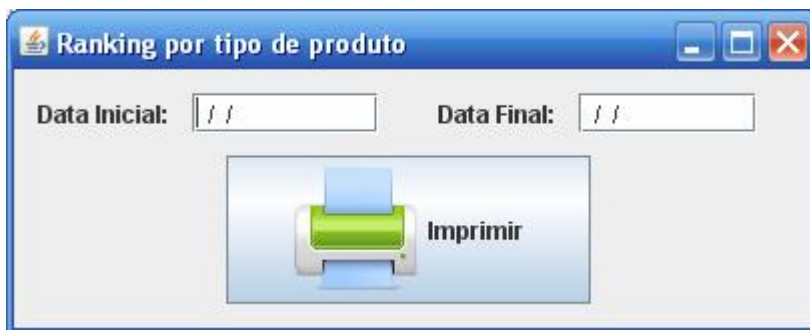 Ranking por tipo de produto
Data Inicial: / / Data Final: / /
Imprimir